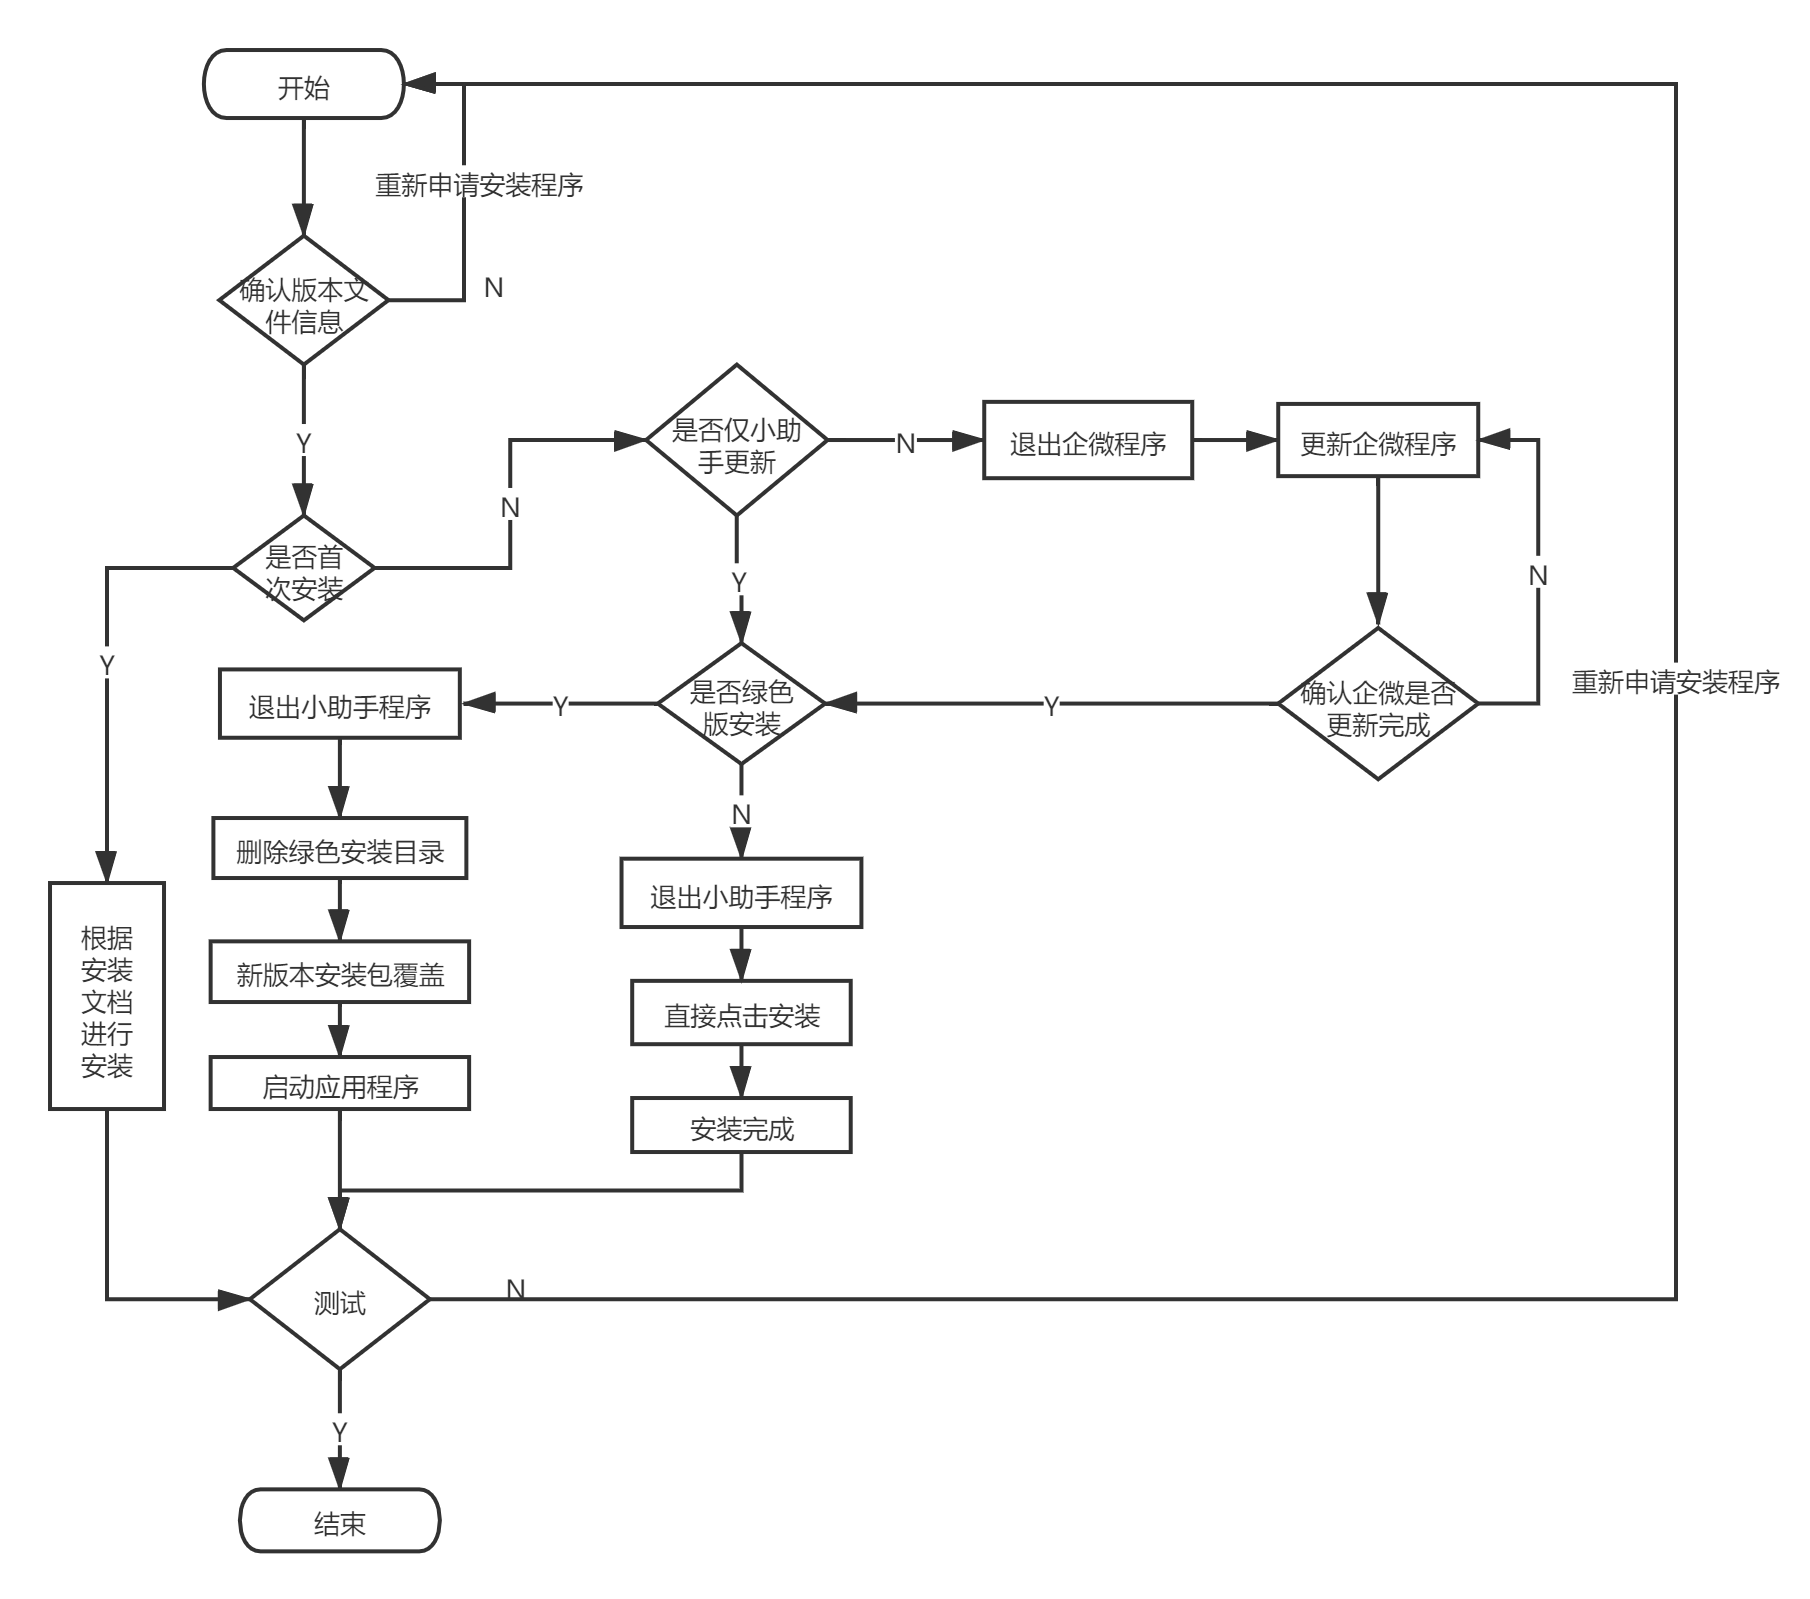 开始
重新申请安装程序
确认版本文
件信息
N
Y
是否首
次安装
N
Y
是否仅小助
手更新
N
退出企微程序
更新企微程序
Y
N
确认企微是否
更新完成
重新申请安装程序
Y
是否绿色
版安装
Y
退出小助手程序
删除绿色安装目录
新版本安装包覆盖
启动应用程序
N
退出小助手程序
直接点击安装
安装完成
根据
安装
文档
进行
安装
测试
N
Y
结束